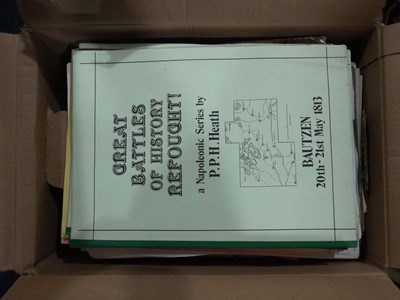 GREAT
BATTLES
OF HISTORY
REFOUGHT!
a Napoleonic Series by
P.P.H. Heath
BAUTZEN
20th-21st May 1813